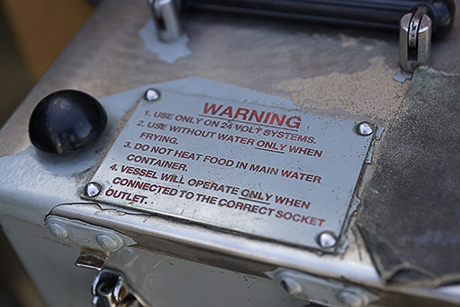 WARNING
1. USE ONLY ON 24 VOLT SYSTEMS.
2. USE WITHOUT WATER ONLY WHEN
FRYING.
3. DO NOT HEAT FOOD IN MAIN WATER
CONTAINER.
4. VESSEL WILL OPERATE ONLY WHEN
CONNECTED TO THE CORRECT SOCKET
OUTLET.